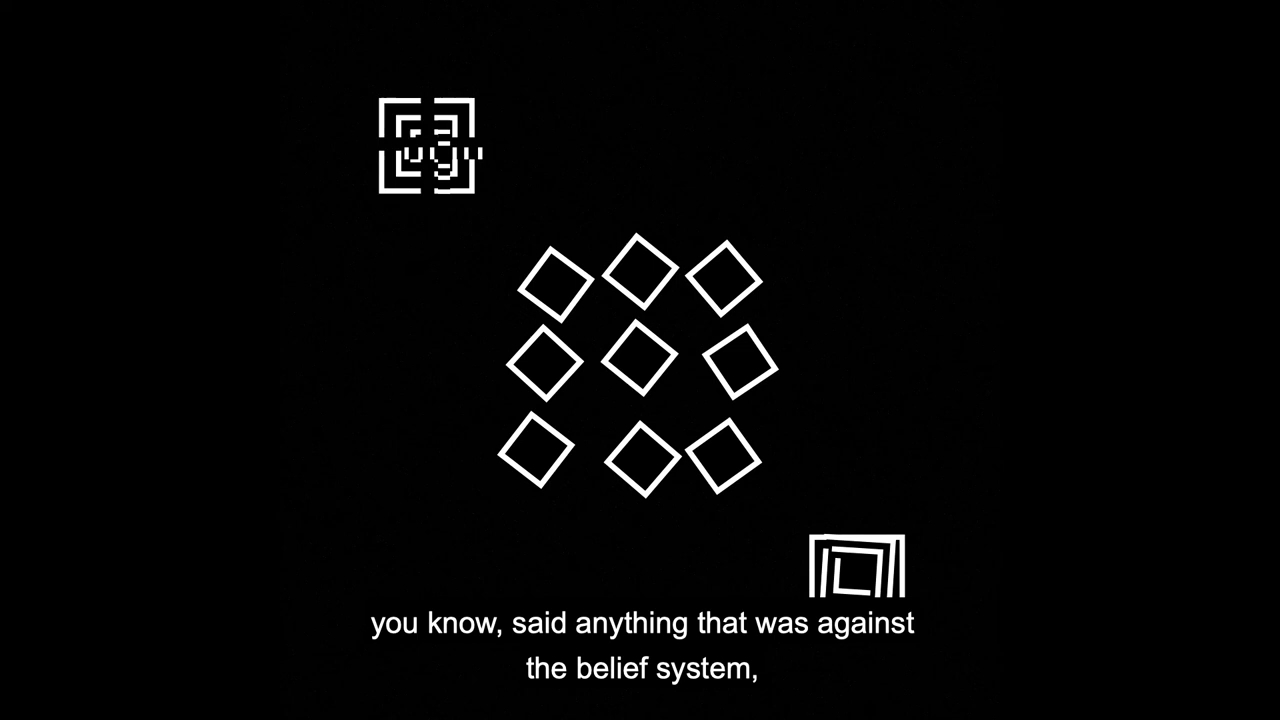 you know, said anything that was against
the belief system,